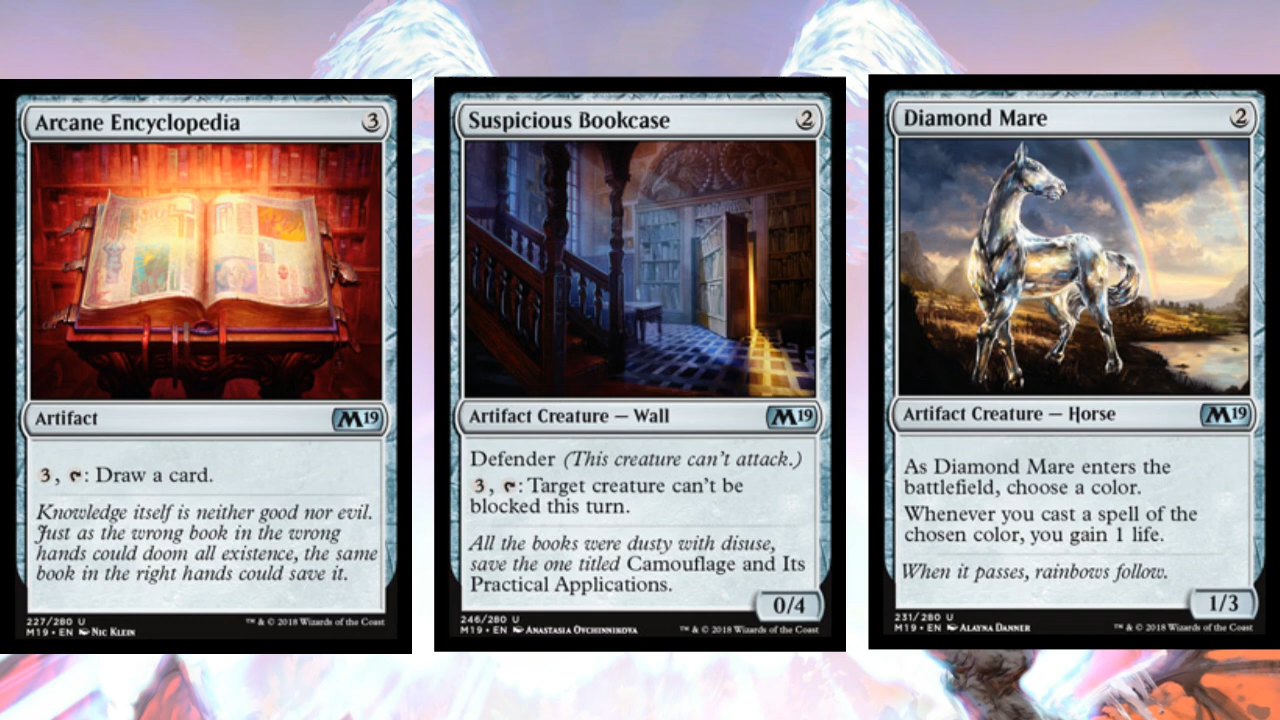 Arcane Encyclopedia 3
Artifact M19
3, T: Draw a card.
Knowledge itself is neither good nor evil.
Just as the wrong book in the wrong
hands could doom all existence, the same
book in the right hands could save it.
227/280 U
M19 • EN NIC KLEIN
™ & © 2018 Wizards of the Coast
Suspicious Bookcase 2
Artifact Creature — Wall M19
Defender (This creature can't attack.)
3, T: Target creature can't be
blocked this turn.
All the books were dusty with disuse,
save the one titled Camouflage and Its
Practical Applications.
0/4
246/280 U
M19 • EN ANASTASIA OVCHINNIKOVA
™ & © 2018 Wizards of the Coast
Diamond Mare 2
Artifact Creature — Horse M19
As Diamond Mare enters the
battlefield, choose a color.
Whenever you cast a spell of the
chosen color, you gain 1 life.
When it passes, rainbows follow.
1/3
231/280 U
M19 • EN ALAYNA DANNER
™ & © 2018 Wizards of the Coast